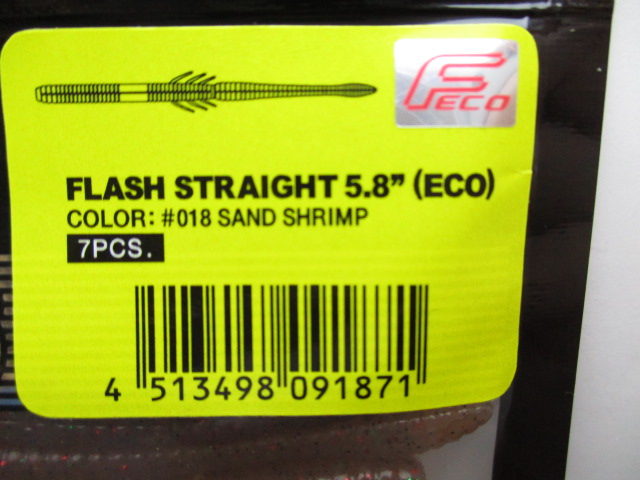 Feco
FLASH STRAIGHT 5.8” (ECO)
COLOR: #018 SAND SHRIMP
7PCS.
4 513498 091871